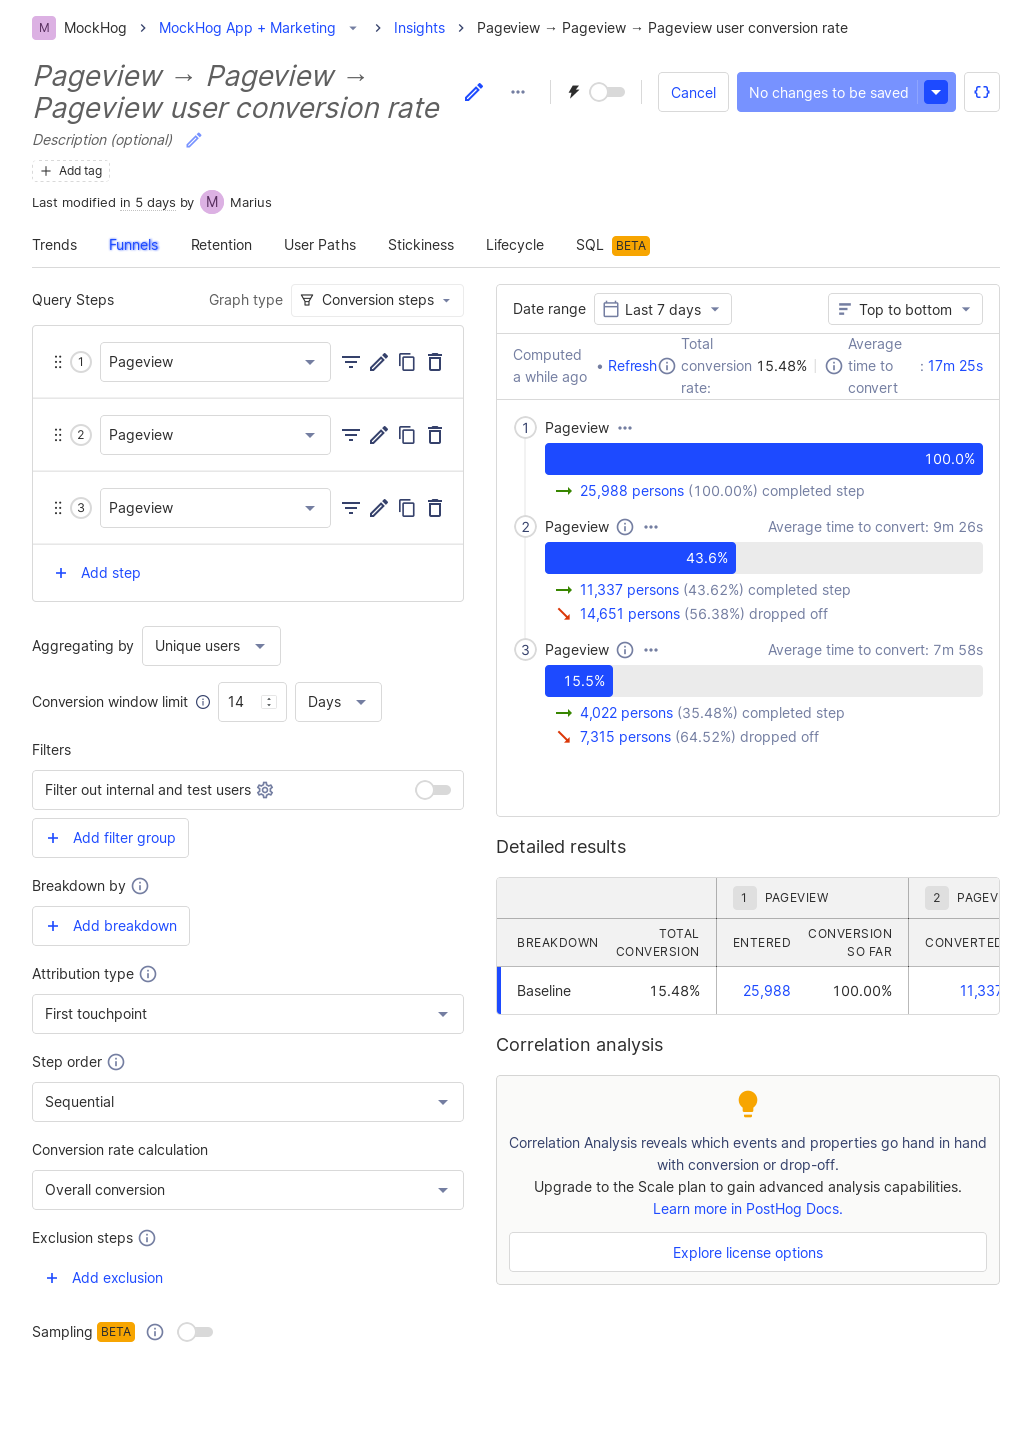 M MockHog > MockHog App + Marketing > Insights > Pageview → Pageview → Pageview user conversion rate
Pageview → Pageview →
Pageview user conversion rate
Cancel
No changes to be saved
Description (optional)
+ Add tag
Last modified in 5 days by M Marius
Trends Funnels Retention User Paths Stickiness Lifecycle SQL BETA
Query Steps Graph type Conversion steps
1 Pageview
2 Pageview
3 Pageview
+ Add step
Aggregating by Unique users
Conversion window limit 14 Days
Filters
Filter out internal and test users
+ Add filter group
Breakdown by
+ Add breakdown
Attribution type
First touchpoint
Step order
Sequential
Conversion rate calculation
Overall conversion
Exclusion steps
+ Add exclusion
Sampling BETA
Date range Last 7 days Top to bottom
Computed
a while ago
• Refresh
Total
conversion
rate:
15.48%
Average
time to
convert
: 17m 25s
1 Pageview
100.0%
25,988 persons (100.00%) completed step
2 Pageview Average time to convert: 9m 26s
43.6%
11,337 persons (43.62%) completed step
14,651 persons (56.38%) dropped off
3 Pageview Average time to convert: 7m 58s
15.5%
4,022 persons (35.48%) completed step
7,315 persons (64.52%) dropped off
Detailed results
1 PAGEVIEW 2 PAGEV
BREAKDOWN
TOTAL
CONVERSION
ENTERED
CONVERSION
SO FAR
CONVERTED
Baseline 15.48% 25,988 100.00% 11,337
Correlation analysis
Correlation Analysis reveals which events and properties go hand in hand
with conversion or drop-off.
Upgrade to the Scale plan to gain advanced analysis capabilities.
Learn more in PostHog Docs.
Explore license options